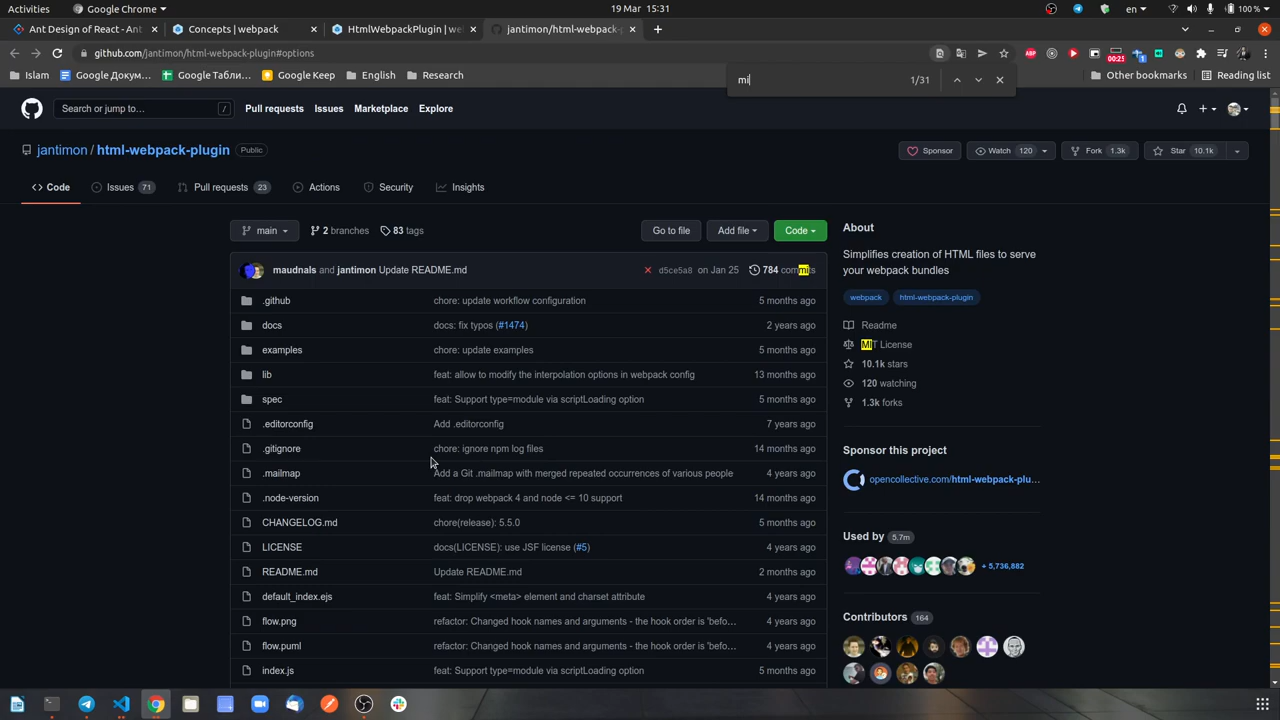 Activities
Google Chrome
19 Mar 15:31
en
100 %
Ant Design of React - Ant
Concepts | webpack
HtmlWebpackPlugin | we
jantimon/html-webpack-
github.com/jantimon/html-webpack-plugin#options
00:21
1
Islam
Google Докум…
Google Табли…
Google Keep
English
Research
Other bookmarks
Reading list
mi
1/31
Search or jump to…
/
Pull requests
Issues
Marketplace
Explore
jantimon / html-webpack-plugin
Public
Sponsor
Watch 120
Fork 1.3k
Star 10.1k
Code
Issues 71
Pull requests 23
Actions
Security
Insights
main
2 branches
83 tags
Go to file
Add file
Code
maudnals and jantimon Update README.md
d5ce5a8 on Jan 25
784 commits
.github
chore: update workflow configuration
5 months ago
docs
docs: fix typos (#1474)
2 years ago
examples
chore: update examples
5 months ago
lib
feat: allow to modify the interpolation options in webpack config
13 months ago
spec
feat: Support type=module via scriptLoading option
5 months ago
.editorconfig
Add .editorconfig
7 years ago
.gitignore
chore: ignore npm log files
14 months ago
.mailmap
Add a Git .mailmap with merged repeated occurrences of various people
4 years ago
.node-version
feat: drop webpack 4 and node <= 10 support
14 months ago
CHANGELOG.md
chore(release): 5.5.0
5 months ago
LICENSE
docs(LICENSE): use JSF license (#5)
4 years ago
README.md
Update README.md
2 months ago
default_index.ejs
feat: Simplify <meta> element and charset attribute
4 years ago
flow.png
refactor: Changed hook names and arguments - the hook order is 'befo…
4 years ago
flow.puml
refactor: Changed hook names and arguments - the hook order is 'befo…
4 years ago
index.js
feat: Support type=module via scriptLoading option
5 months ago
About
Simplifies creation of HTML files to serve
your webpack bundles
webpack
html-webpack-plugin
Readme
MIT License
10.1k stars
120 watching
1.3k forks
Sponsor this project
opencollective.com/html-webpack-plu…
Used by 5.7m
+ 5,736,882
Contributors 164